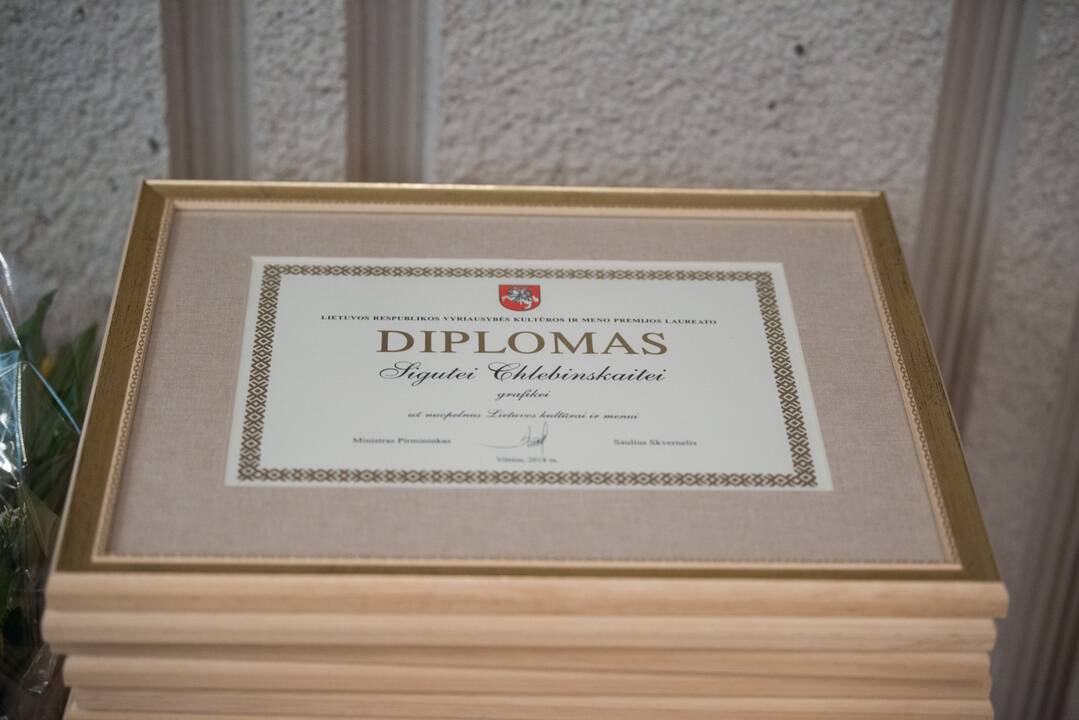 LIETUVOS RESPUBLIKOS VYRIAUSYBĖS KULTŪROS IR MENO PREMIJOS LAUREATO
DIPLOMAS
Sigutei Chlebinskaitei
grafikei
už nuopelnus Lietuvos kultūrai ir menui
Ministras Pirmininkas Saulius Skvernelis
Vilnius, 2018 m.